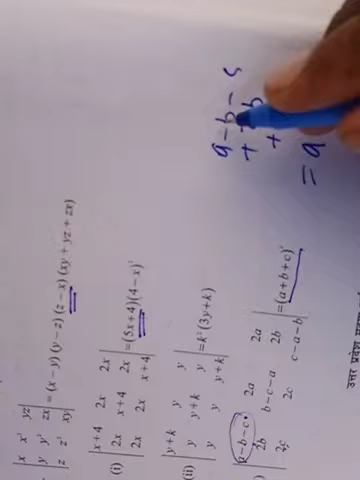 | x x² yz |
| y y² zx | = (x – y) (y – z) (z – x) (xy + yz + zx)
| z z² xy |
(i)
| x+4 2x 2x |
| 2x x+4 2x | = (5x+4) (4 – x)²
| 2x 2x x+4 |
(ii)
| y+k y y |
| y y+k y | = k² (3y + k)
| y y y+k |
| a – b – c 2a 2a |
| 2b b – c – a 2b | = (a + b + c)³
| 2c 2c c – a – b |
a – b – c
+ b
+
= a
उत्तर प्रदेश